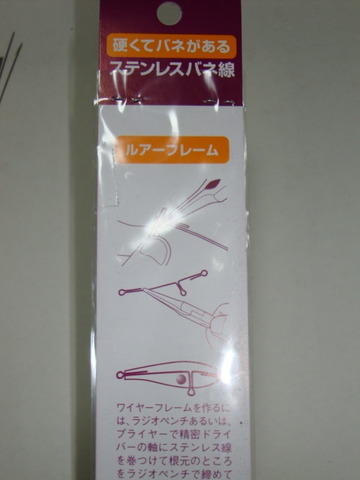 硬くてバネがある
ステンレスバネ線
ルアーフレーム
ワイヤーフレームを作るに
は、ラジオペンチあるいは、
プライヤーで精密ドライ
バーの軸にステンレス線
を巻つけて根元のところ
をラジオペンチで締めて